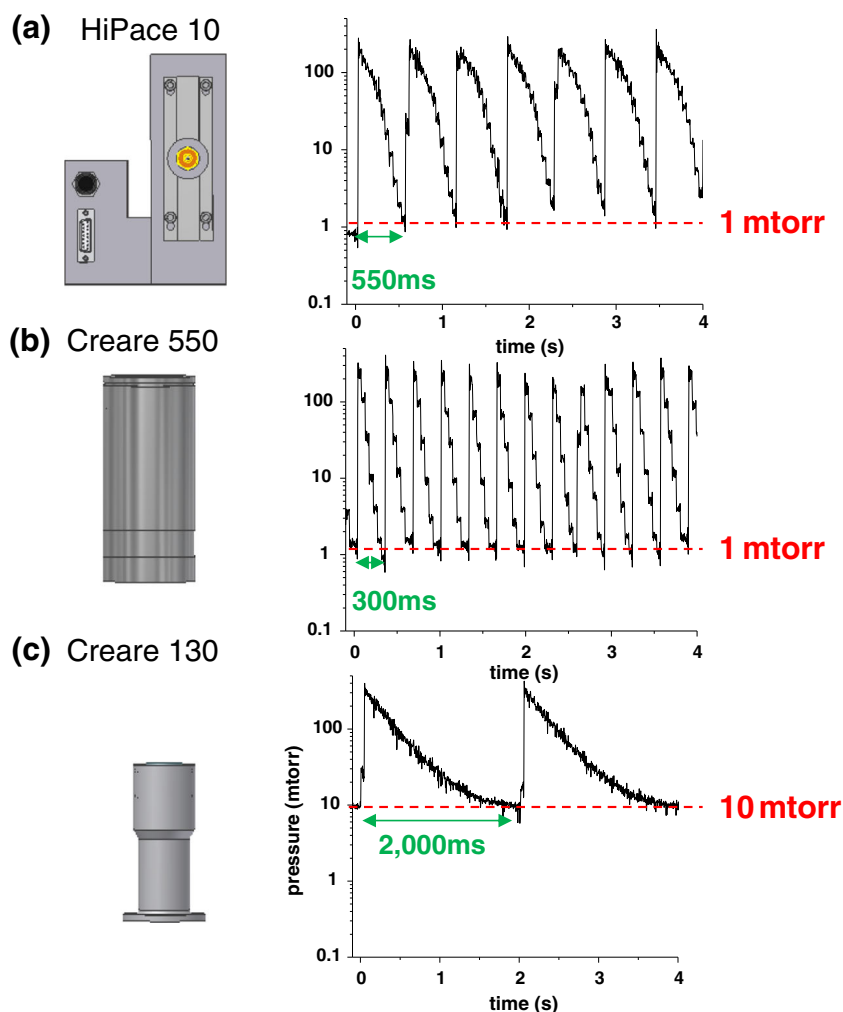 (a) HiPace 10
100
10
1
0.1
1 mtorr
550ms
0 1 2 3 4
time (s)
(b) Creare 550
100
10
1
0.1
1 mtorr
300ms
0 1 2 3 4
time (s)
(c) Creare 130
pressure (mtorr)
100
10
1
0.1
10 mtorr
2,000ms
0 1 2 3 4
time (s)